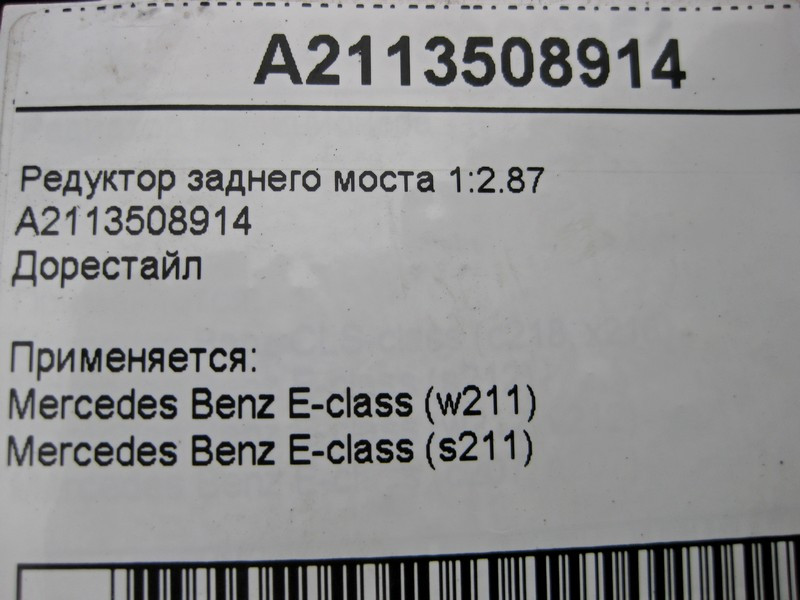 A2113508914
Редуктор заднего моста 1:2.87
A2113508914
Дорестайл
Применяется:
Mercedes Benz E-class (w211)
Mercedes Benz E-class (s211)